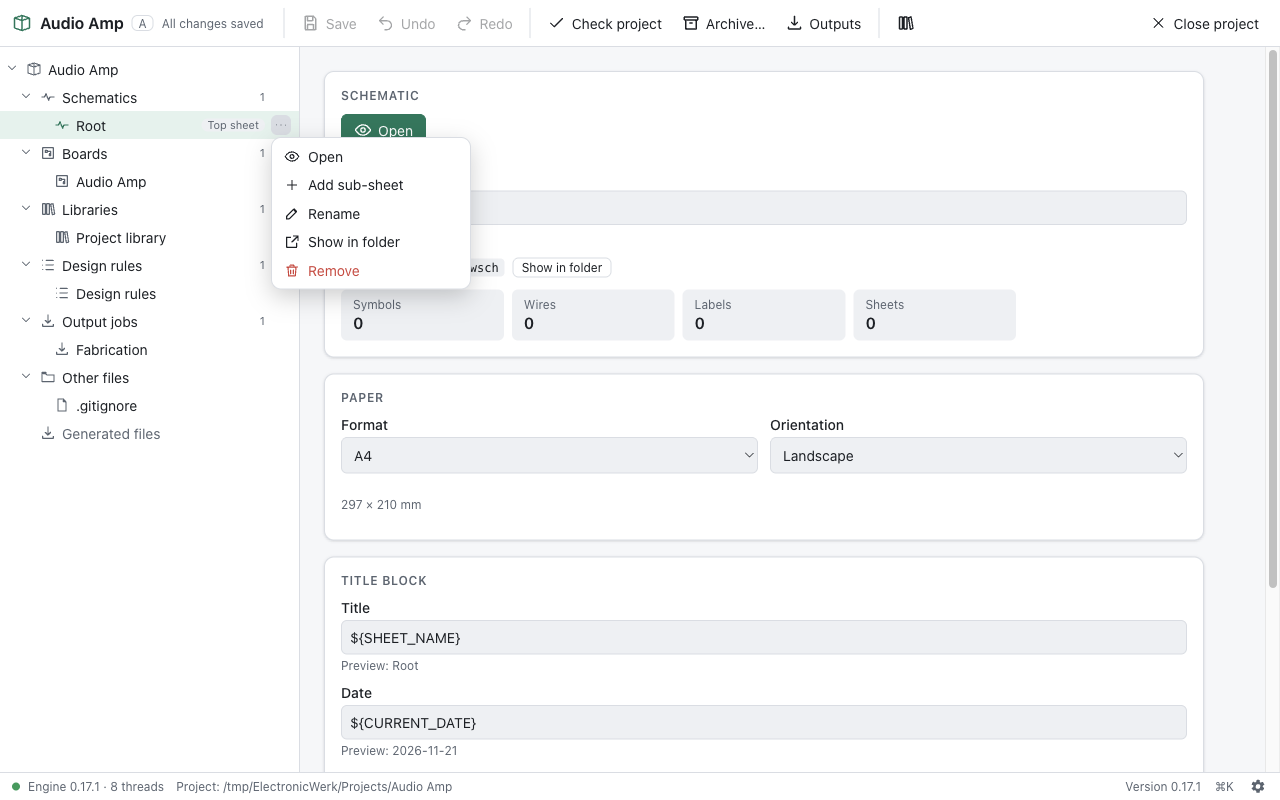 Audio Amp A All changes saved Save Undo Redo Check project Archive... Outputs Close project
Audio Amp
Schematics 1
Root Top sheet ...
Boards 1
Audio Amp
Libraries 1
Project library
Design rules 1
Design rules
Output jobs 1
Fabrication
Other files
.gitignore
Generated files
Open
Add sub-sheet
Rename
Show in folder
Remove
SCHEMATIC
Open
wsch Show in folder
Symbols Wires Labels Sheets
0 0 0 0
PAPER
Format Orientation
A4 Landscape
297 × 210 mm
TITLE BLOCK
Title
${SHEET_NAME}
Preview: Root
Date
${CURRENT_DATE}
Preview: 2026-11-21
Engine 0.17.1 · 8 threads Project: /tmp/ElectronicWerk/Projects/Audio Amp Version 0.17.1 ⌘K